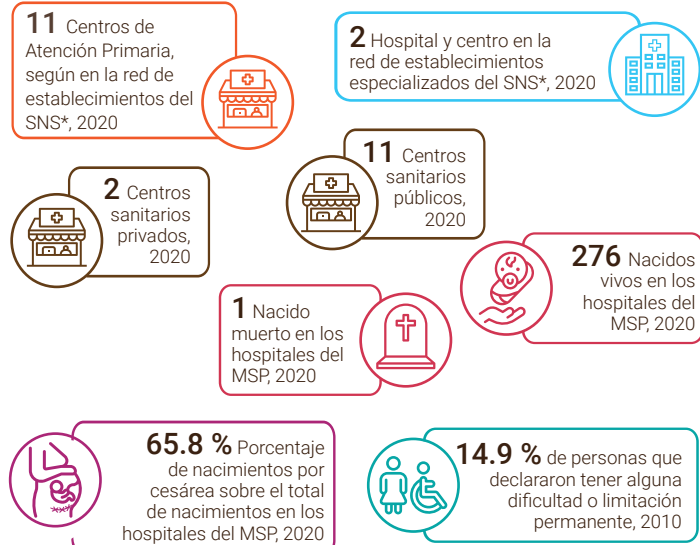 11 Centros de
Atención Primaria,
según en la red de
establecimientos del
SNS*, 2020
2 Hospital y centro en la
red de establecimientos
especializados del SNS*, 2020
11 Centros
sanitarios
públicos,
2020
2 Centros
sanitarios
privados,
2020
276 Nacidos
vivos en los
hospitales del
MSP, 2020
1 Nacido
muerto en los
hospitales del
MSP, 2020
65.8 % Porcentaje
de nacimientos por
cesárea sobre el total
de nacimientos en los
hospitales del MSP, 2020
14.9 % de personas que
declararon tener alguna
dificultad o limitación
permanente, 2010